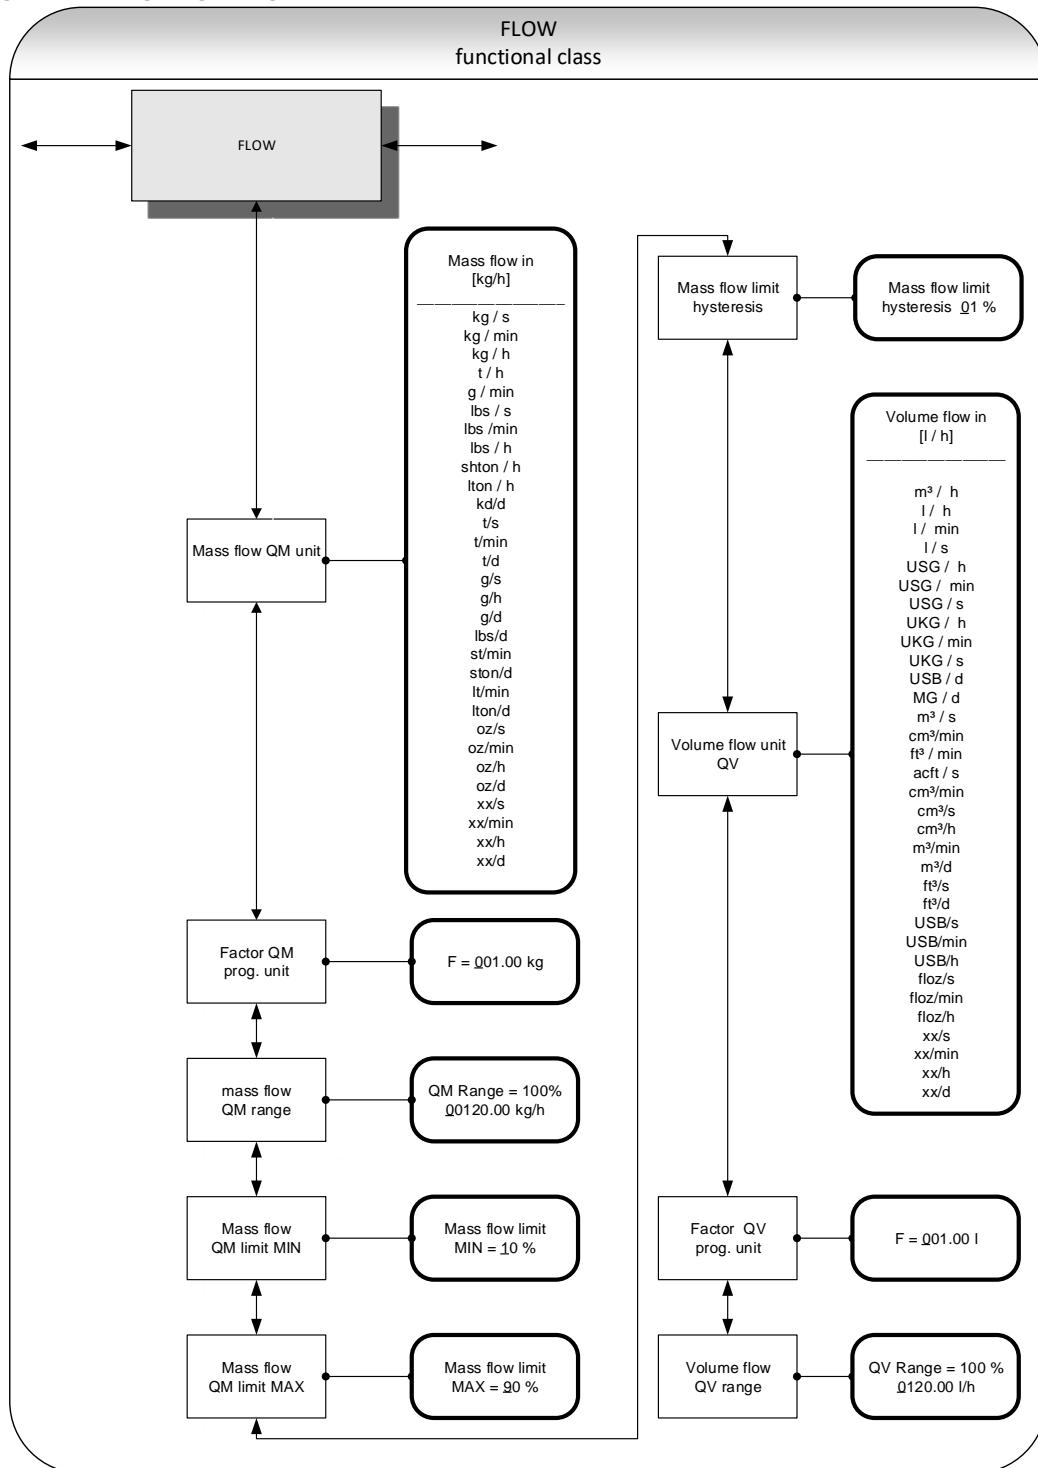 FLOW
functional class
FLOW
Mass flow in
[kg/h]
kg / s
kg / min
kg / h
t / h
g / min
lbs / s
lbs /min
lbs / h
shton / h
lton / h
kd/d
t/s
t/min
t/d
g/s
g/h
g/d
lbs/d
st/min
ston/d
lt/min
lton/d
oz/s
oz/min
oz/h
oz/d
xx/s
xx/min
xx/h
xx/d
Mass flow QM unit
Factor QM
prog. unit
F = 001.00 kg
mass flow
QM range
QM Range = 100%
00120.00 kg/h
Mass flow
QM limit MIN
Mass flow limit
MIN = 10 %
Mass flow
QM limit MAX
Mass flow limit
MAX = 90 %
Mass flow limit
hysteresis
Mass flow limit
hysteresis 01 %
Volume flow in
[l / h]
m³ / h
l / h
l / min
l / s
USG / h
USG / min
USG / s
UKG / h
UKG / min
UKG / s
USB / d
MG / d
m³ / s
cm³/min
ft³ / min
acft / s
cm³/min
cm³/s
cm³/h
m³/min
m³/d
ft³/s
ft³/d
USB/s
USB/min
USB/h
floz/s
floz/min
floz/h
xx/s
xx/min
xx/h
xx/d
Volume flow unit
QV
Factor QV
prog. unit
F = 001.00 l
Volume flow
QV range
QV Range = 100 %
0120.00 l/h